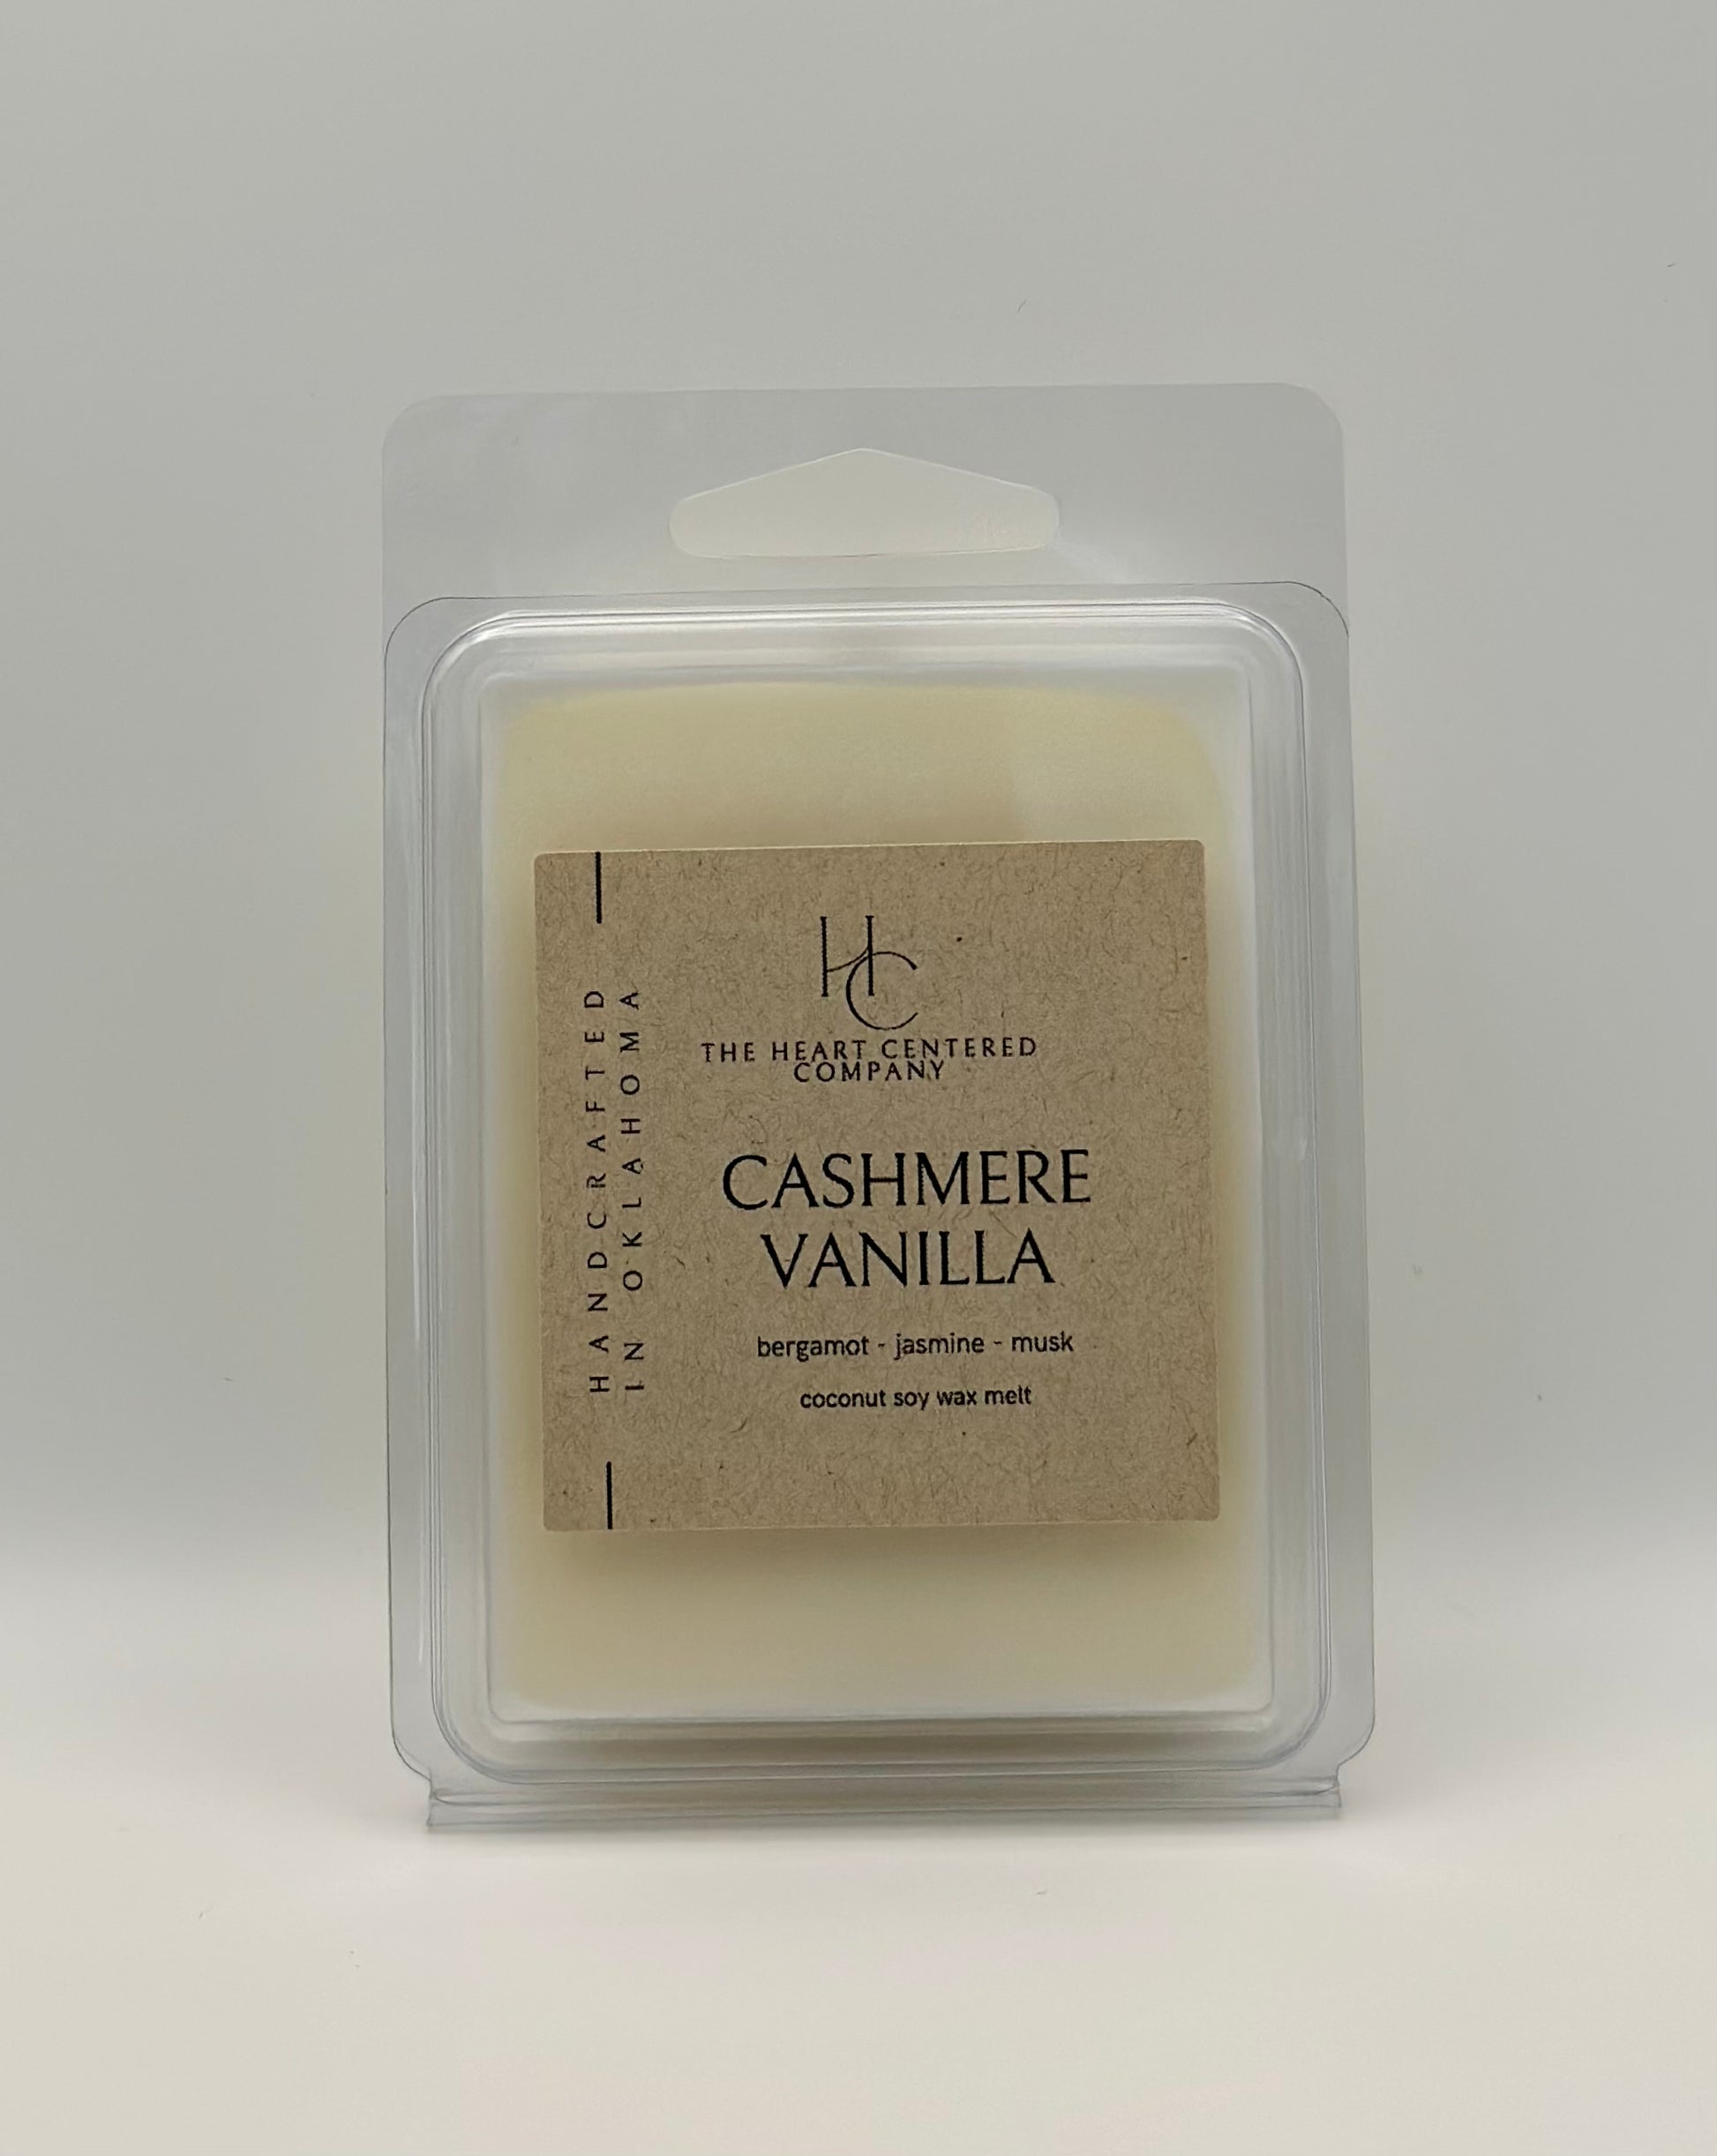 HC
THE HEART CENTERED
COMPANY
CASHMERE
VANILLA
bergamot - jasmine - musk
coconut soy wax melt
HANDCRAFTED
IN OKLAHOMA